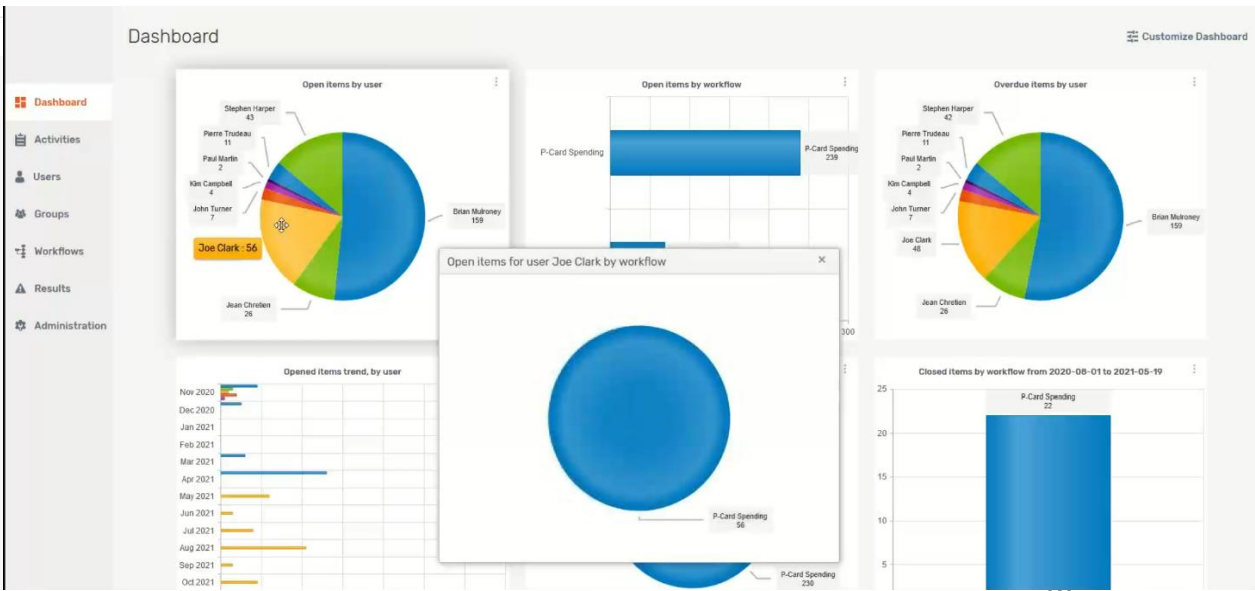 Dashboard
Customize Dashboard
Dashboard
Activities
Users
Groups
Workflows
Results
Administration
Open items by user
Stephen Harper
43
Pierre Trudeau
11
Paul Martin
2
Kim Campbell
4
John Turner
7
Joe Clark : 56
Jean Chretien
26
Brian Mulroney
159
Open items by workflow
P-Card Spending
P-Card Spending
239
300
Overdue items by user
Stephen Harper
42
Pierre Trudeau
11
Paul Martin
2
Kim Campbell
4
John Turner
7
Joe Clark
48
Jean Chretien
26
Brian Mulroney
159
Open items for user Joe Clark by workflow
×
P-Card Spending
56
Opened items trend, by user
Nov 2020
Dec 2020
Jan 2021
Feb 2021
Mar 2021
Apr 2021
May 2021
Jun 2021
Jul 2021
Aug 2021
Sep 2021
Oct 2021
P-Card Spending
230
Closed items by workflow from 2020-08-01 to 2021-05-19
25
20
15
10
5
P-Card Spending
22